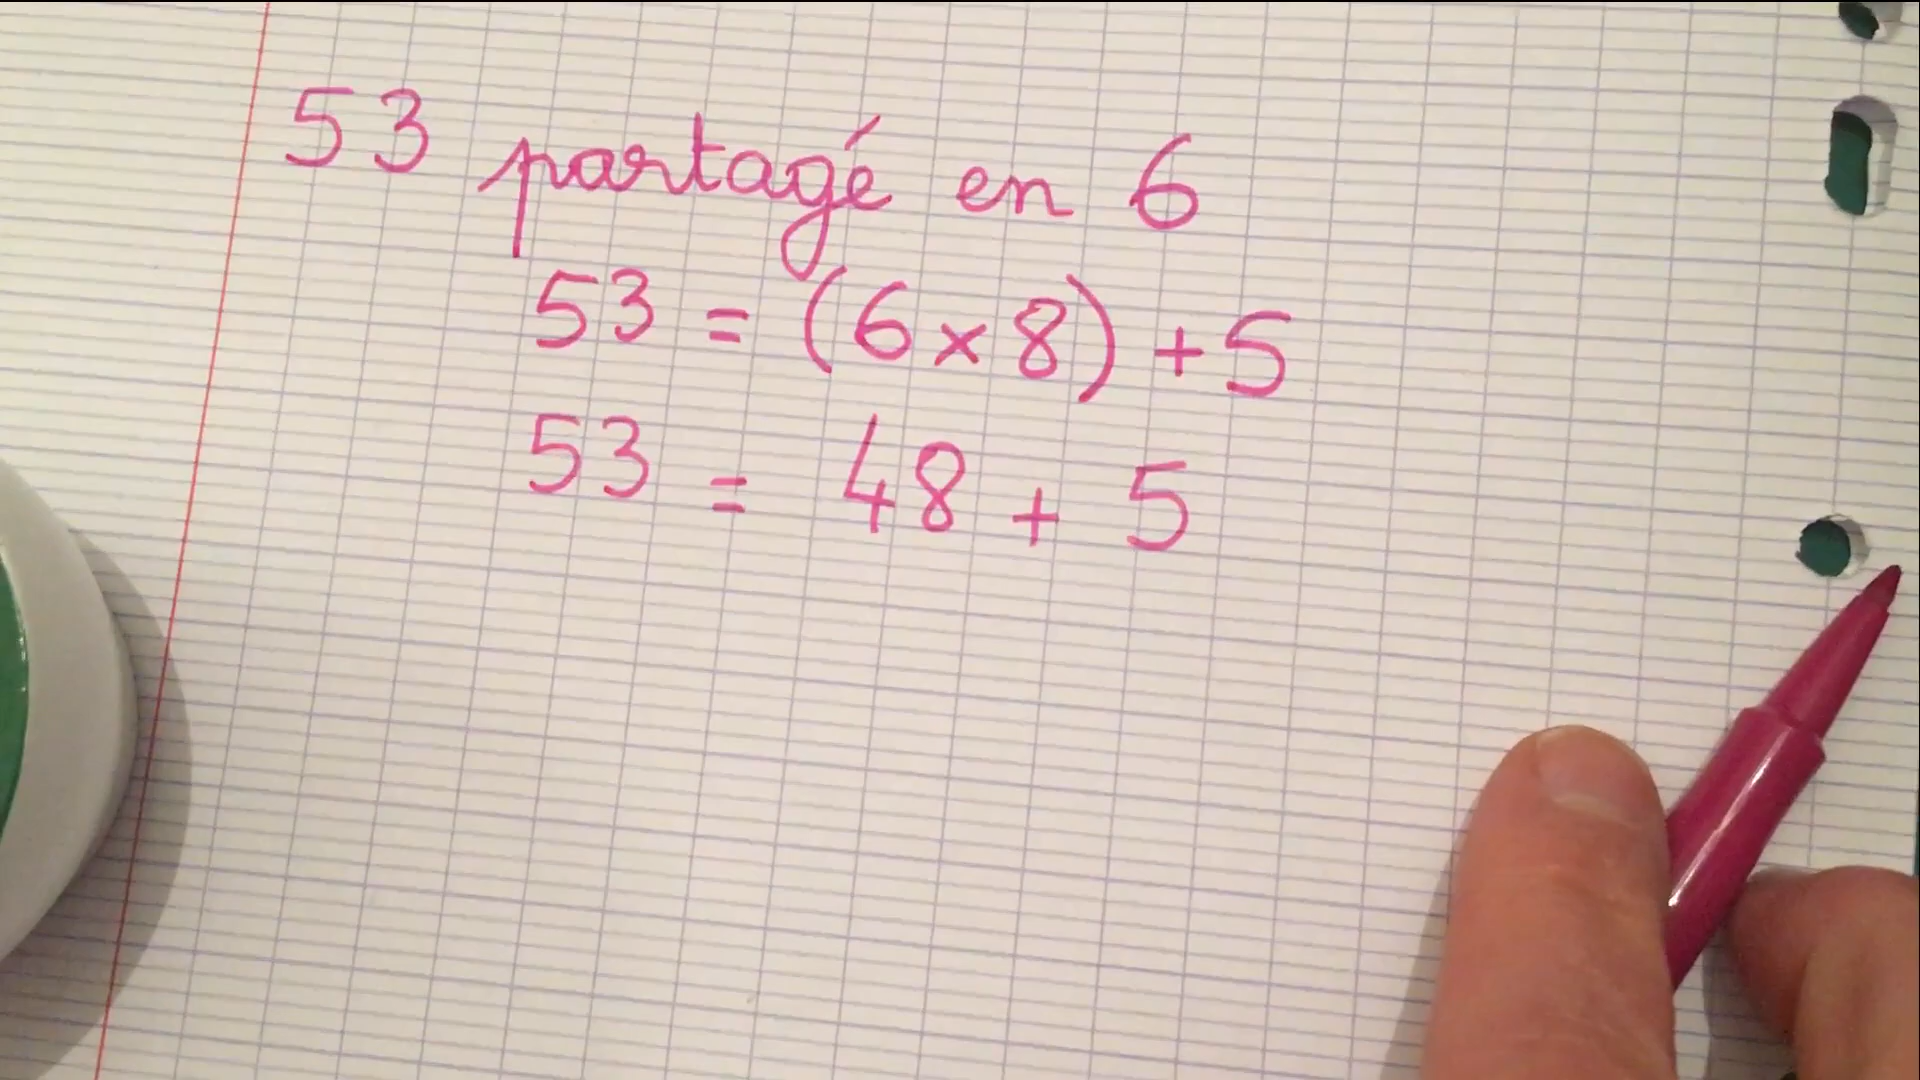 53 partagé en 6
53 = (6 × 8) + 5
53 = 48 + 5